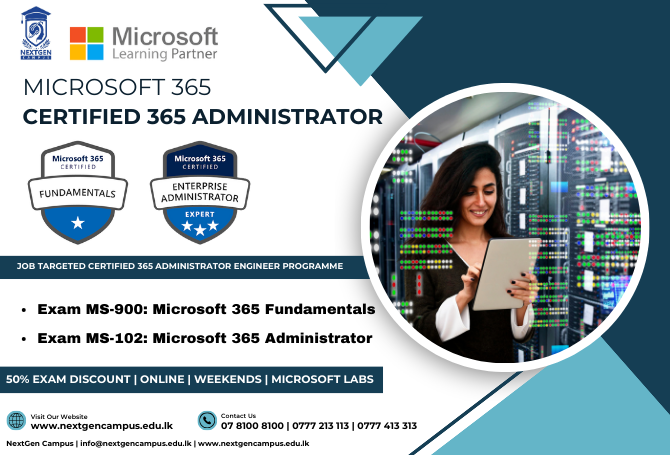 NEXTGEN
CAMPUS
Microsoft
Learning Partner
MICROSOFT 365
CERTIFIED 365 ADMINISTRATOR
Microsoft 365
CERTIFIED
FUNDAMENTALS
Microsoft 365
CERTIFIED
ENTERPRISE
ADMINISTRATOR
EXPERT
JOB TARGETED CERTIFIED 365 ADMINISTRATOR ENGINEER PROGRAMME
• Exam MS-900: Microsoft 365 Fundamentals
• Exam MS-102: Microsoft 365 Administrator
50% EXAM DISCOUNT | ONLINE | WEEKENDS | MICROSOFT LABS
Visit Our Website
www.nextgencampus.edu.lk
Contact Us
07 8100 8100 | 0777 213 113 | 0777 413 313
NextGen Campus | info@nextgencampus.edu.lk | www.nextgencampus.edu.lk